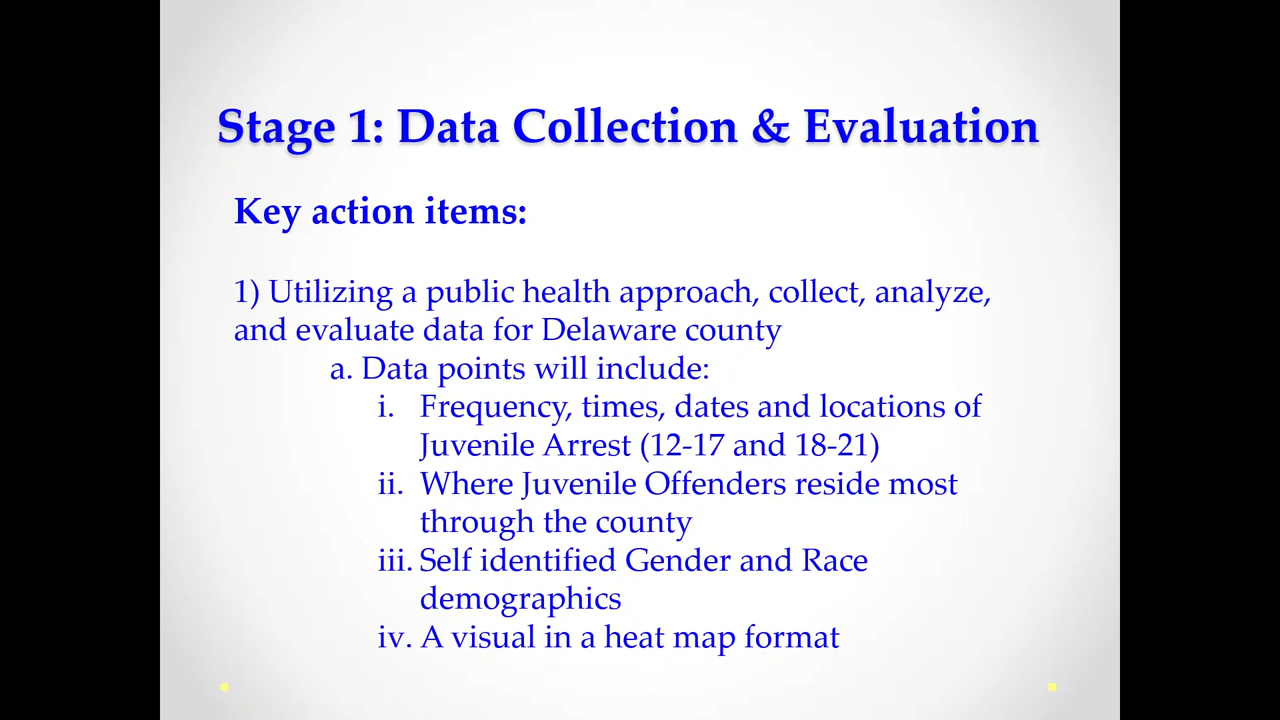 Stage 1: Data Collection & Evaluation
Key action items:
1) Utilizing a public health approach, collect, analyze,
and evaluate data for Delaware county
a. Data points will include:
i. Frequency, times, dates and locations of
Juvenile Arrest (12-17 and 18-21)
ii. Where Juvenile Offenders reside most
through the county
iii. Self identified Gender and Race
demographics
iv. A visual in a heat map format